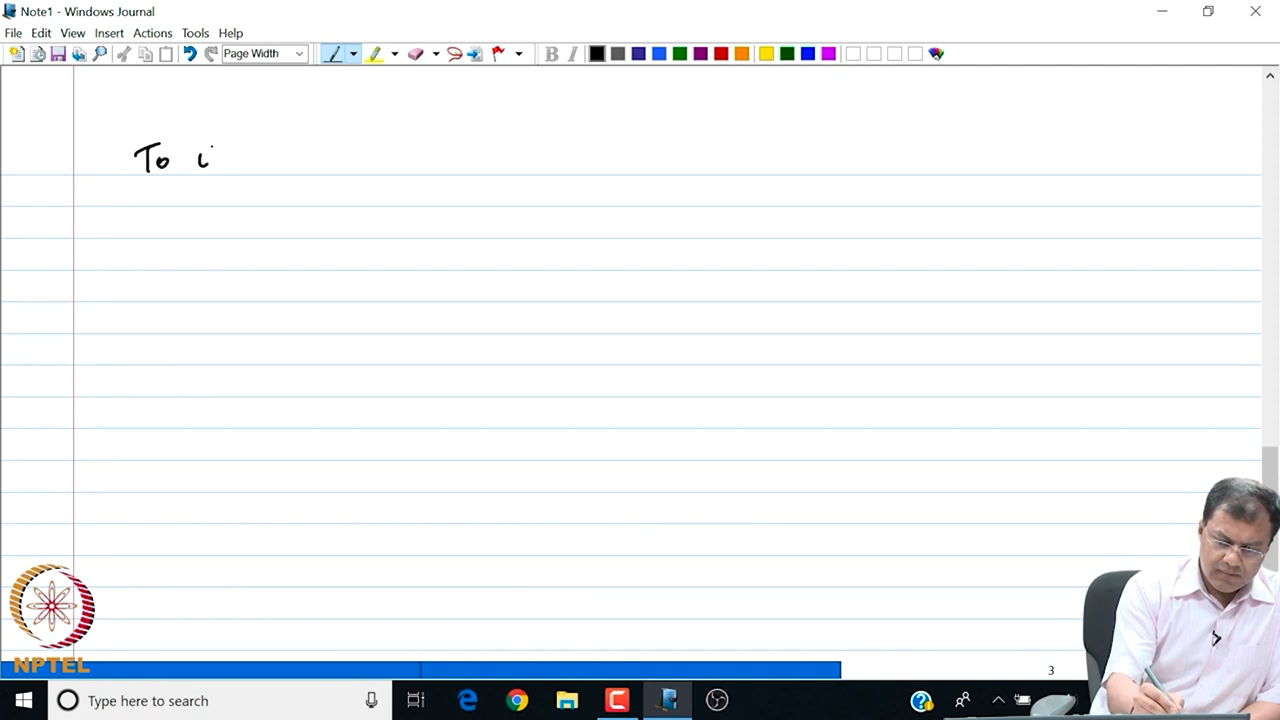 Note1 - Windows Journal
File Edit View Insert Actions Tools Help
Page Width B I
To i
NPTEL
3
Type here to search